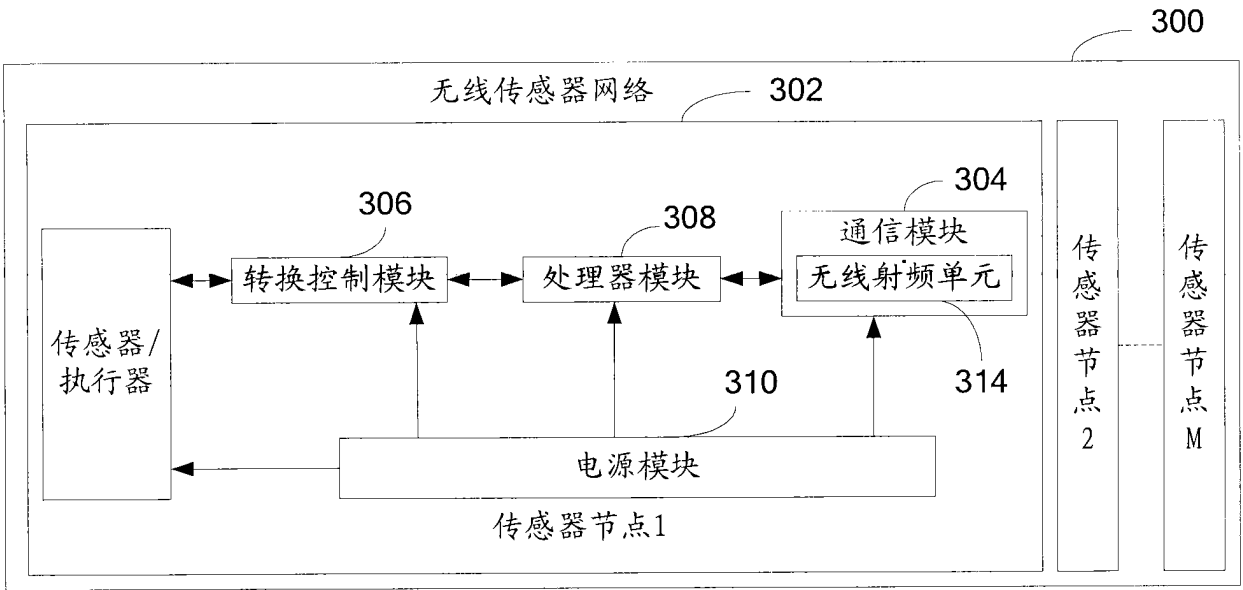 300
无线传感器网络
302
304
306
308
通信模块
转换控制模块
处理器模块
无线射频单元
传感器/
执行器
310
314
电源模块
传感器节点1
传感器节点2
传感器节点M